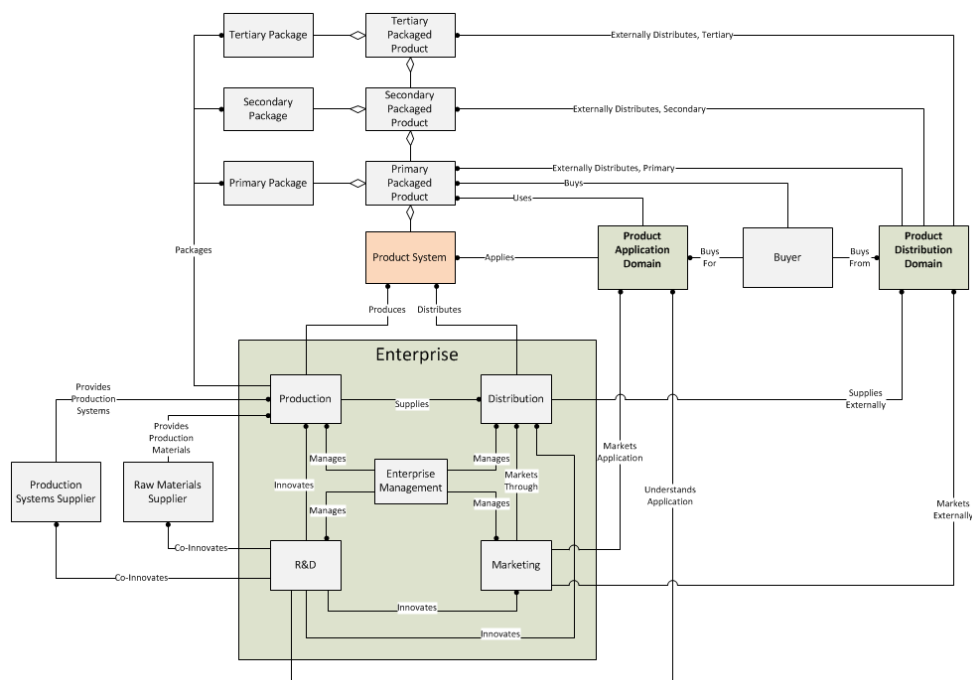 Tertiary Package
Tertiary
Packaged
Product
Externally Distributes, Tertiary
Secondary
Package
Secondary
Packaged
Product
Externally Distributes, Secondary
Primary Package
Primary
Packaged
Product
Externally Distributes, Primary
Buys
Uses
Packages
Product System
Applies
Product
Application
Domain
Buys
For
Buyer
Buys
From
Product
Distribution
Domain
Produces
Distributes
Enterprise
Production
Supplies
Distribution
Supplies
Externally
Provides
Production
Systems
Provides
Production
Materials
Production
Systems Supplier
Raw Materials
Supplier
Manages
Innovates
Manages
Enterprise
Management
Manages
Markets
Through
Manages
Markets
Application
Understands
Application
Markets
Externally
Co-Innovates
Co-Innovates
R&D
Marketing
Innovates
Innovates